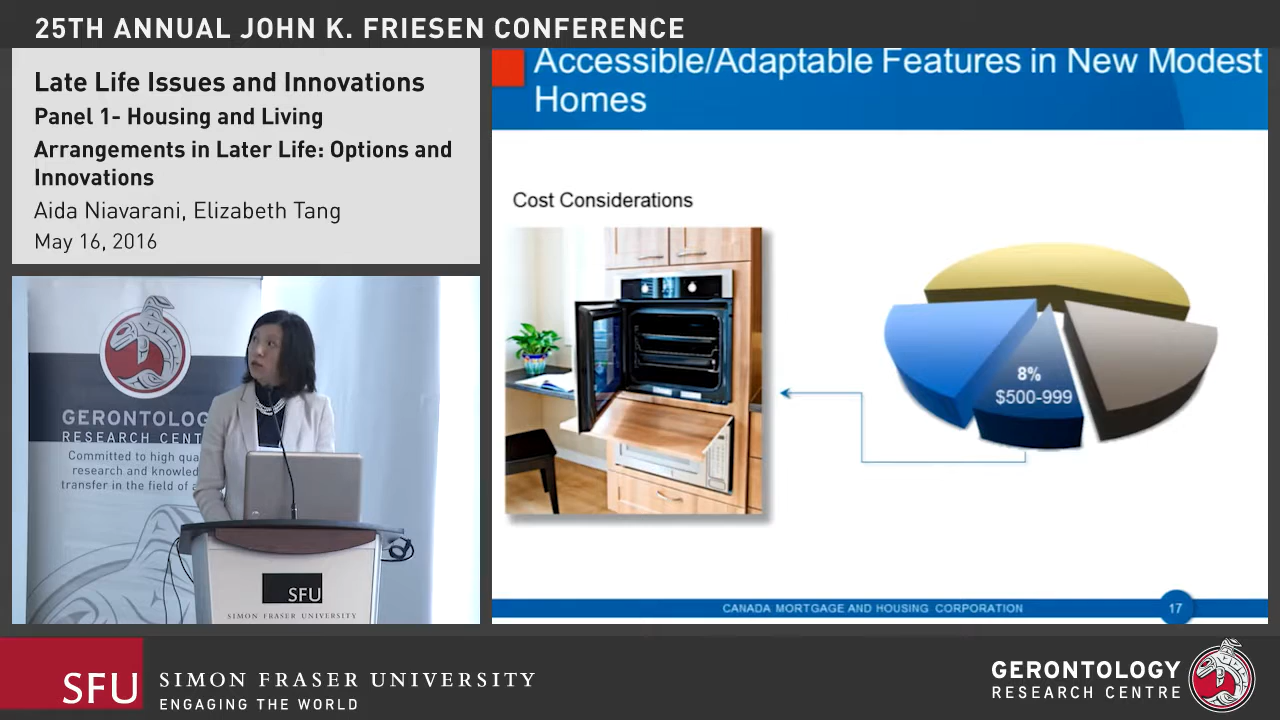 25TH ANNUAL JOHN K. FRIESEN CONFERENCE
Late Life Issues and Innovations
Panel 1- Housing and Living
Arrangements in Later Life: Options and
Innovations
Aida Niavarani, Elizabeth Tang
May 16, 2016
Accessible/Adaptable Features in New Modest
Homes
Cost Considerations
8%
$500-999
CANADA MORTGAGE AND HOUSING CORPORATION
17
GERONTOLOG
RESEARCH CENT
Committed to high qua
research and knowled
transfer in the field of a
SFU
SIMON FRASER UNIVERSITY
SFU
SIMON FRASER UNIVERSITY
ENGAGING THE WORLD
GERONTOLOGY
RESEARCH CENTRE